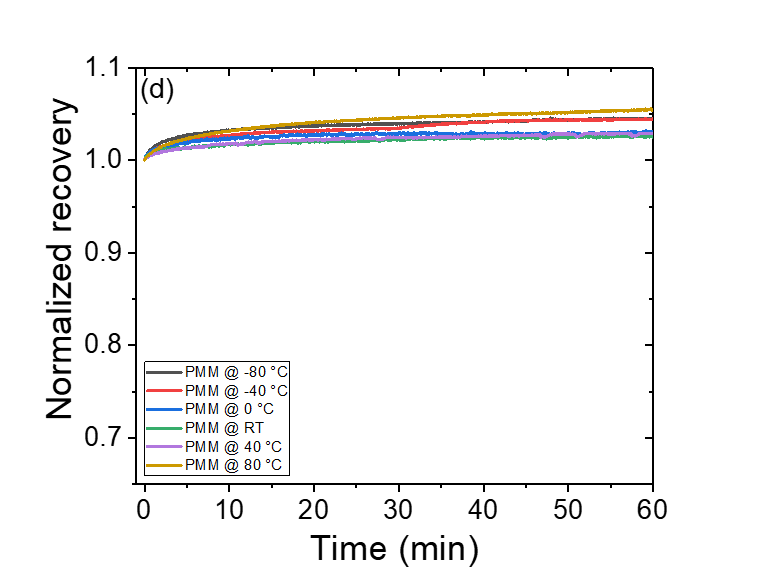 (d)
1.1
1.0
0.9
0.8
0.7
Normalized recovery
PMM @ -80 °C
PMM @ -40 °C
PMM @ 0 °C
PMM @ RT
PMM @ 40 °C
PMM @ 80 °C
0 10 20 30 40 50 60
Time (min)